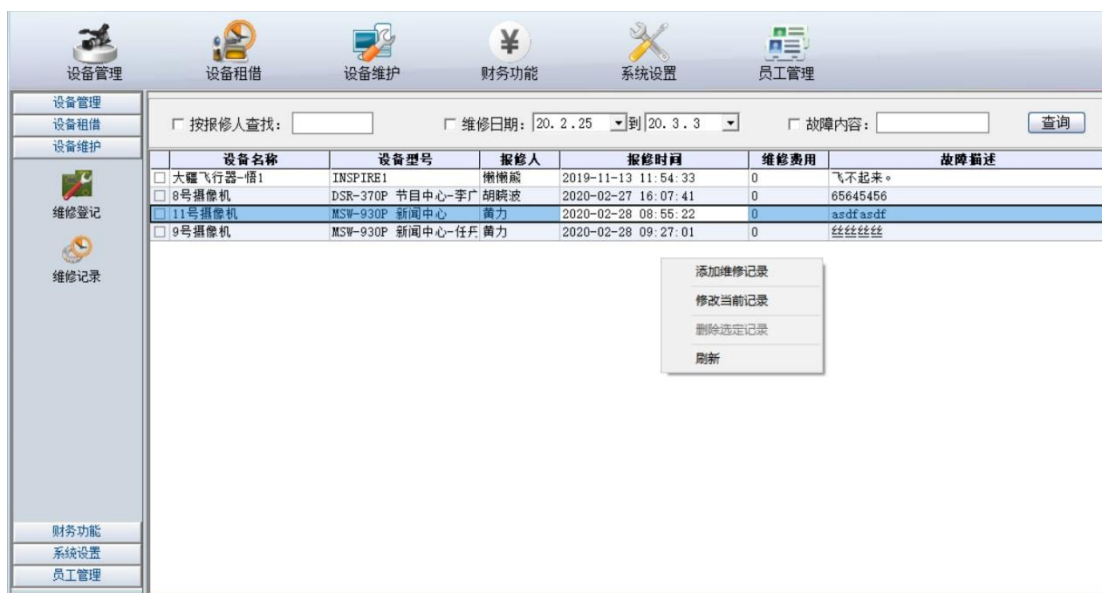 设备管理 设备租借 设备维护 财务功能 系统设置 员工管理
设备管理
设备租借
设备维护
维修登记
维修记录
财务功能
系统设置
员工管理
按报修人查找： 维修日期： 20. 2.25 到 20. 3. 3 故障内容： 查询
设备名称 设备型号 报修人 报修时间 维修费用 故障描述
大疆飞行器-悟1 INSPIRE1 懒懒熊 2019-11-13 11:54:33 0 飞不起来。
8号摄像机 DSR-370P 节目中心-李广 胡晓波 2020-02-27 16:07:41 0 65645456
11号摄像机 MSW-930P 新闻中心 黄力 2020-02-28 08:55:22 0 asdfasdf
9号摄像机 MSW-930P 新闻中心-任丹 黄力 2020-02-28 09:27:01 0 丝丝丝丝
添加维修记录
修改当前记录
删除选定记录
刷新